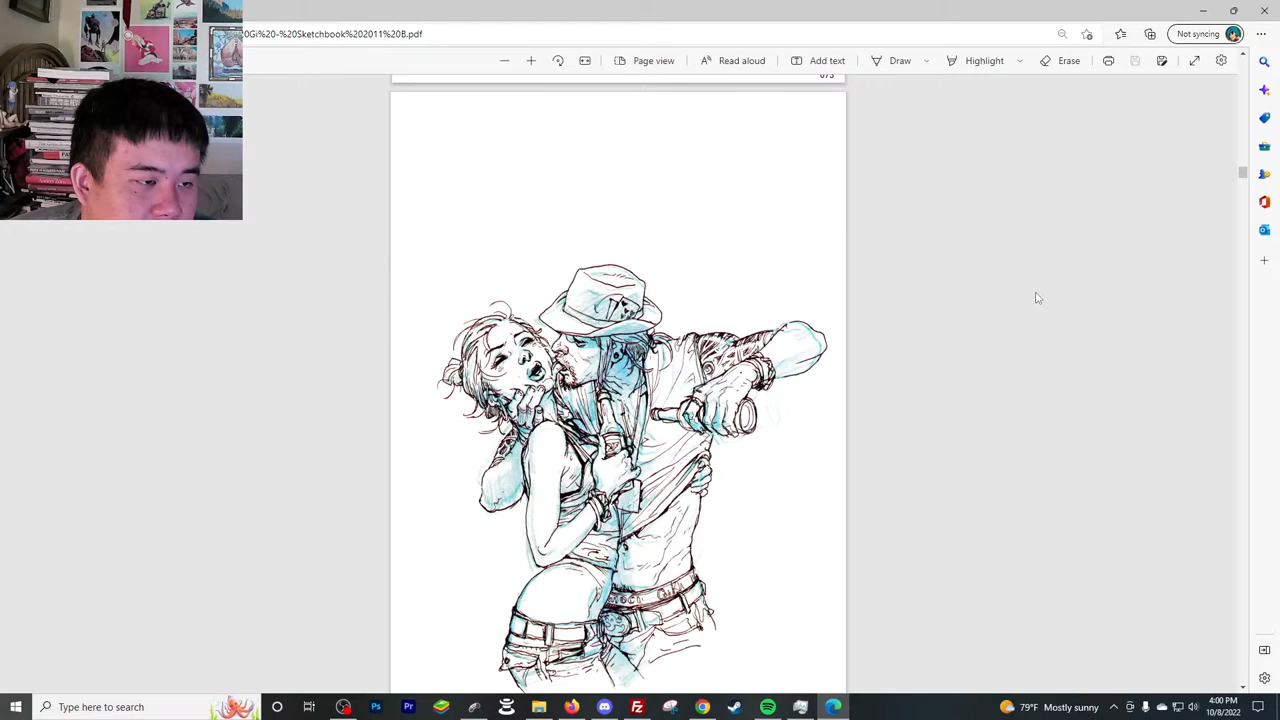 0Gi%20-%20Sketchbook%202011%20B.pdf
Not syncing
Page view
Read aloud
Add text
Draw
Highlight
Erase
073
Type here to search
79°F Mostly sunny
4:00 PM
10/8/2022